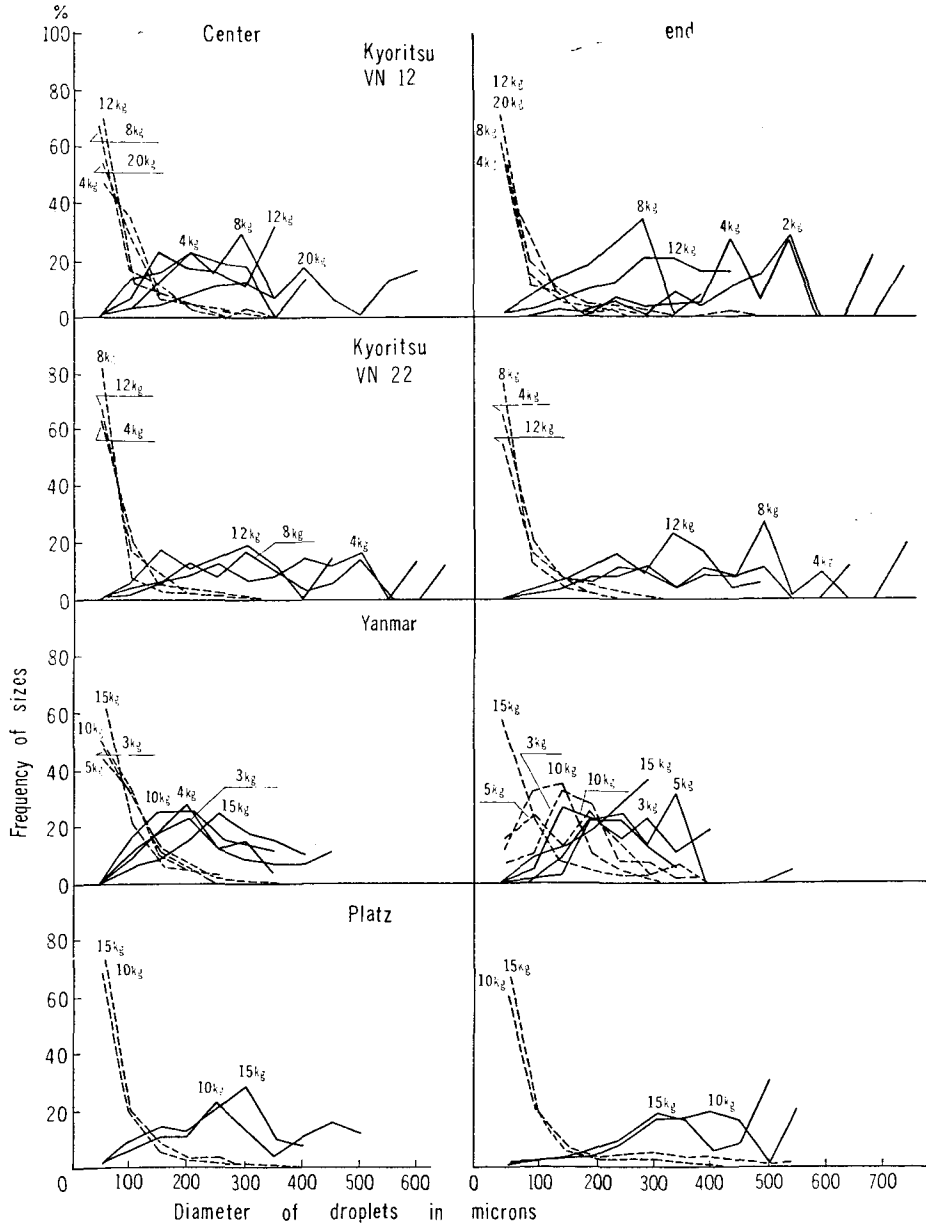 %
100
Center
end
Kyoritsu
VN 12
80
60
40
20
0
12kg
8kg
20kg
4kg
4kg
8kg
12kg
20kg
12kg
20kg
8kg
4kg
8kg
12kg
4kg
2kg
Kyoritsu
VN 22
80
60
40
20
0
8k
12kg
4kg
12kg
8kg
4kg
8kg
4kg
12kg
12kg
8kg
4kg
Yanmar
80
60
40
20
0
15kg
10kg
3kg
5kg
10kg
4kg
3kg
15kg
15kg
3kg
5kg
10kg
10kg
15kg
3kg
5kg
Platz
80
60
40
20
0
15kg
10kg
10kg
15kg
15kg
10kg
15kg
10kg
100 200 300 400 500 600
0 100 200 300 400 500 600 700
Frequency of sizes
Diameter of droplets in microns